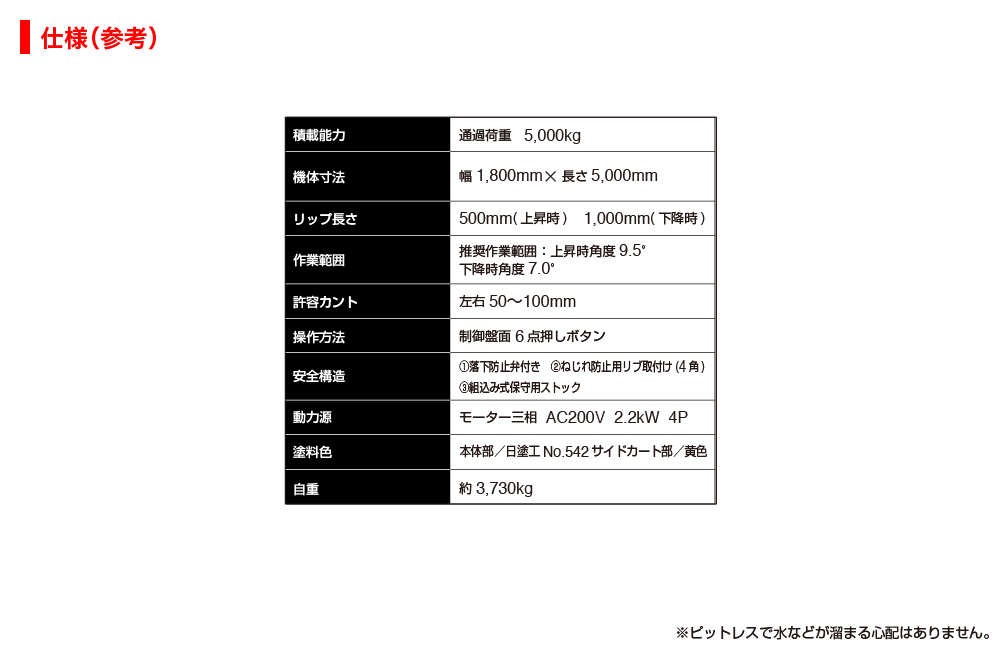 仕様（参考）
積載能力 通過荷重 5,000kg
機体寸法 幅 1,800mm× 長さ 5,000mm
リップ長さ 500mm( 上昇時 ) 1,000mm( 下降時 )
作業範囲 推奨作業範囲：上昇時角度 9.5°
下降時角度 7.0°
許容カント 左右 50～100mm
操作方法 制御盤面 6 点押しボタン
安全構造 ①落下防止弁付き ②ねじれ防止用リブ取付け (4 角 )
③組込み式保守用ストック
動力源 モーター三相 AC200V 2.2kW 4P
塗料色 本体部／日塗工 No.542 サイドカート部／黄色
自重 約 3,730kg
※ピットレスで水などが溜まる心配はありません。